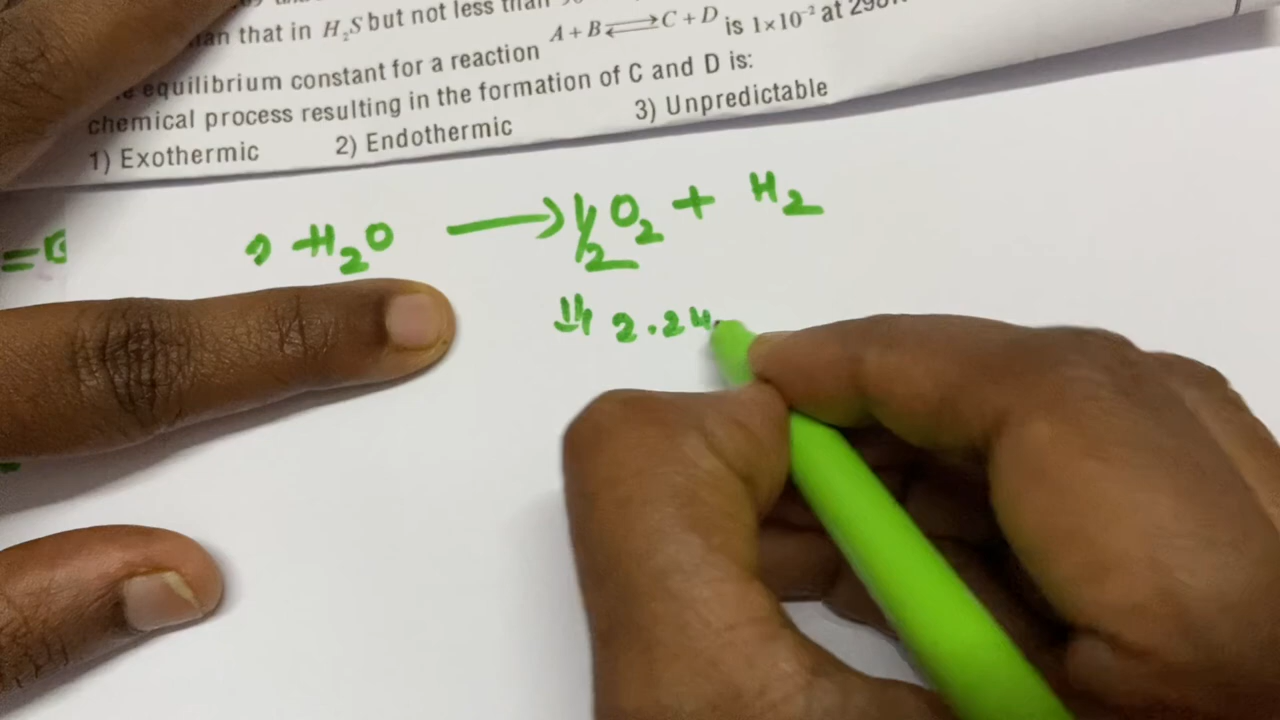 than that in H₂S but not less than
equilibrium constant for a reaction A + B ⇌ C + D is 1×10⁻² at 298
chemical process resulting in the formation of C and D is:
1) Exothermic 2) Endothermic 3) Unpredictable
H₂O → ½ O₂ + H₂
2.24